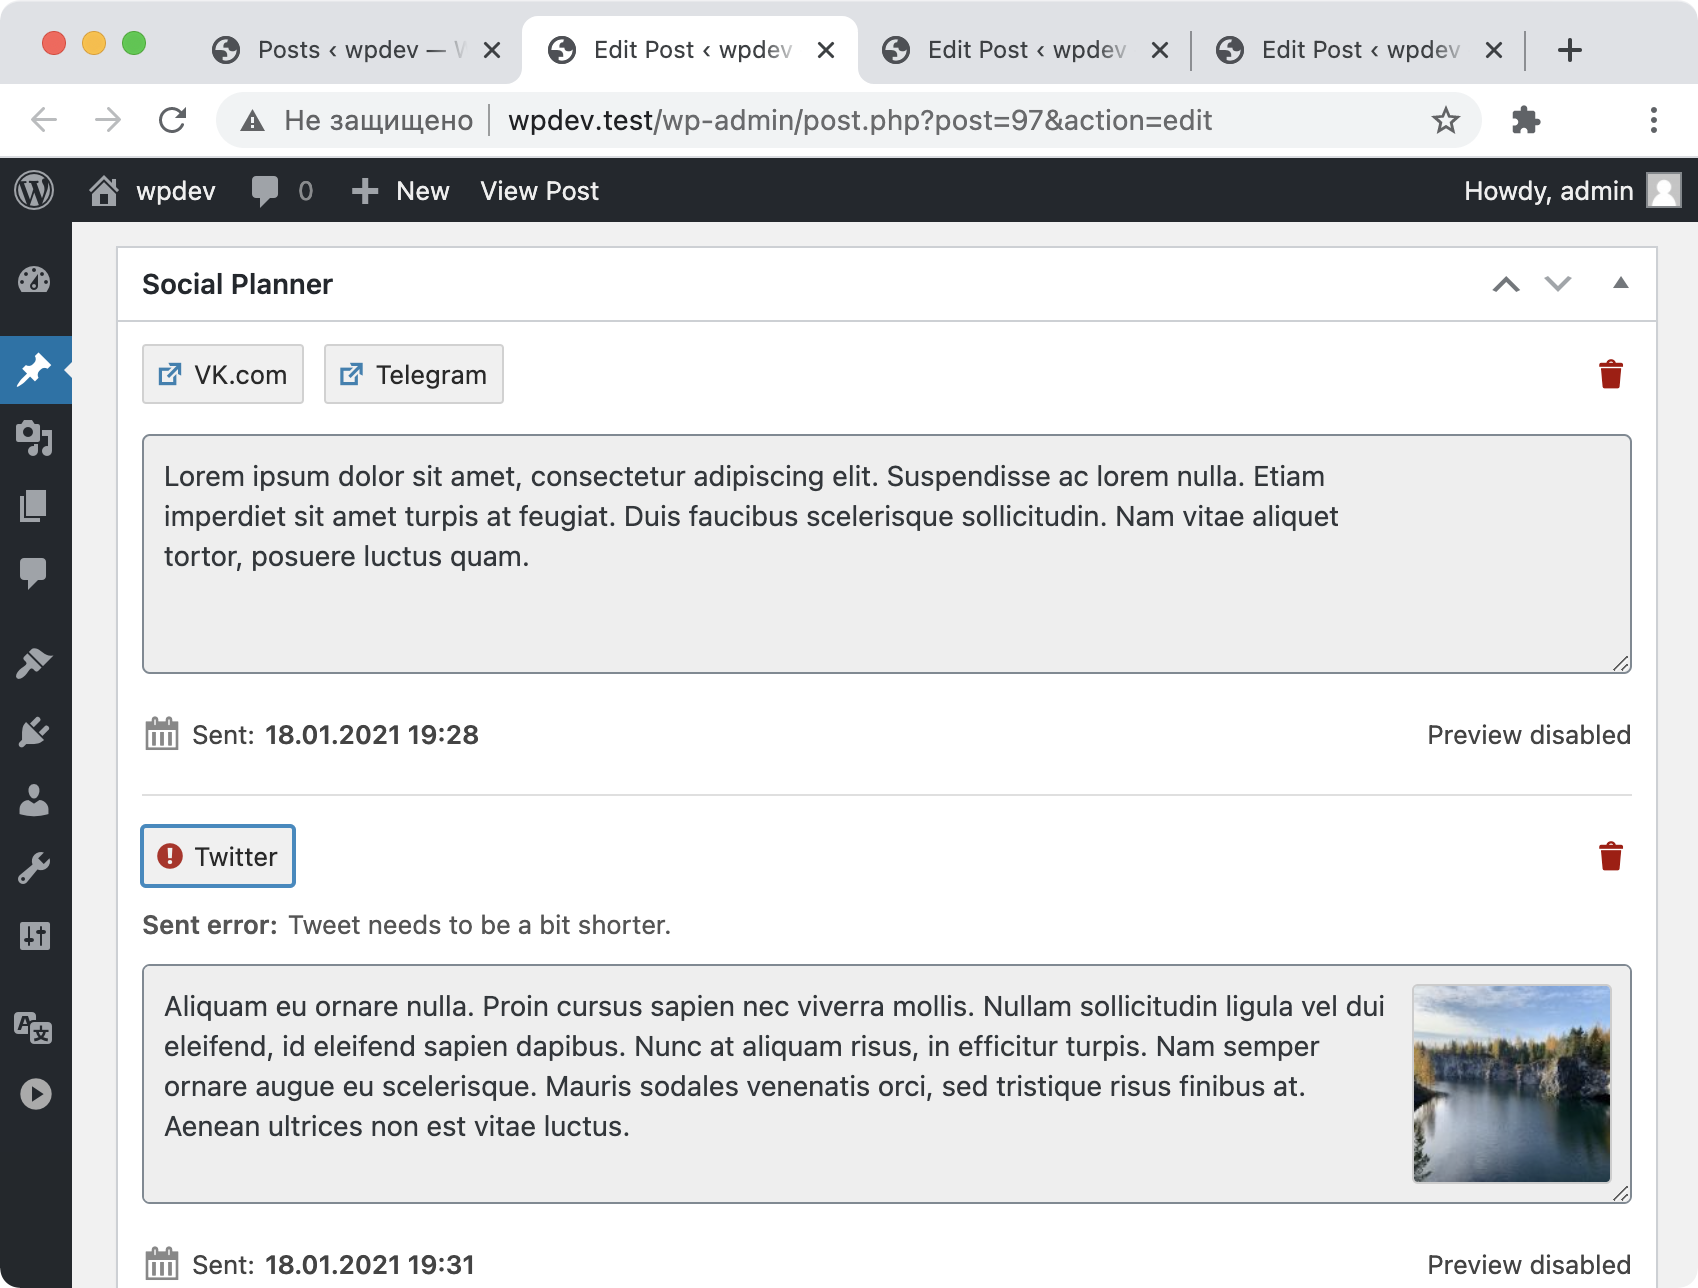 Posts ‹ wpdev —
Edit Post ‹ wpdev
Edit Post ‹ wpdev
Edit Post ‹ wpdev
Не защищено
wpdev.test/wp-admin/post.php?post=97&action=edit
wpdev
0
New
View Post
Howdy, admin
Social Planner
VK.com
Telegram
Lorem ipsum dolor sit amet, consectetur adipiscing elit. Suspendisse ac lorem nulla. Etiam
imperdiet sit amet turpis at feugiat. Duis faucibus scelerisque sollicitudin. Nam vitae aliquet
tortor, posuere luctus quam.
Sent: 18.01.2021 19:28
Preview disabled
Twitter
Sent error: Tweet needs to be a bit shorter.
Aliquam eu ornare nulla. Proin cursus sapien nec viverra mollis. Nullam sollicitudin ligula vel dui
eleifend, id eleifend sapien dapibus. Nunc at aliquam risus, in efficitur turpis. Nam semper
ornare augue eu scelerisque. Mauris sodales venenatis orci, sed tristique risus finibus at.
Aenean ultrices non est vitae luctus.
Sent: 18.01.2021 19:31
Preview disabled